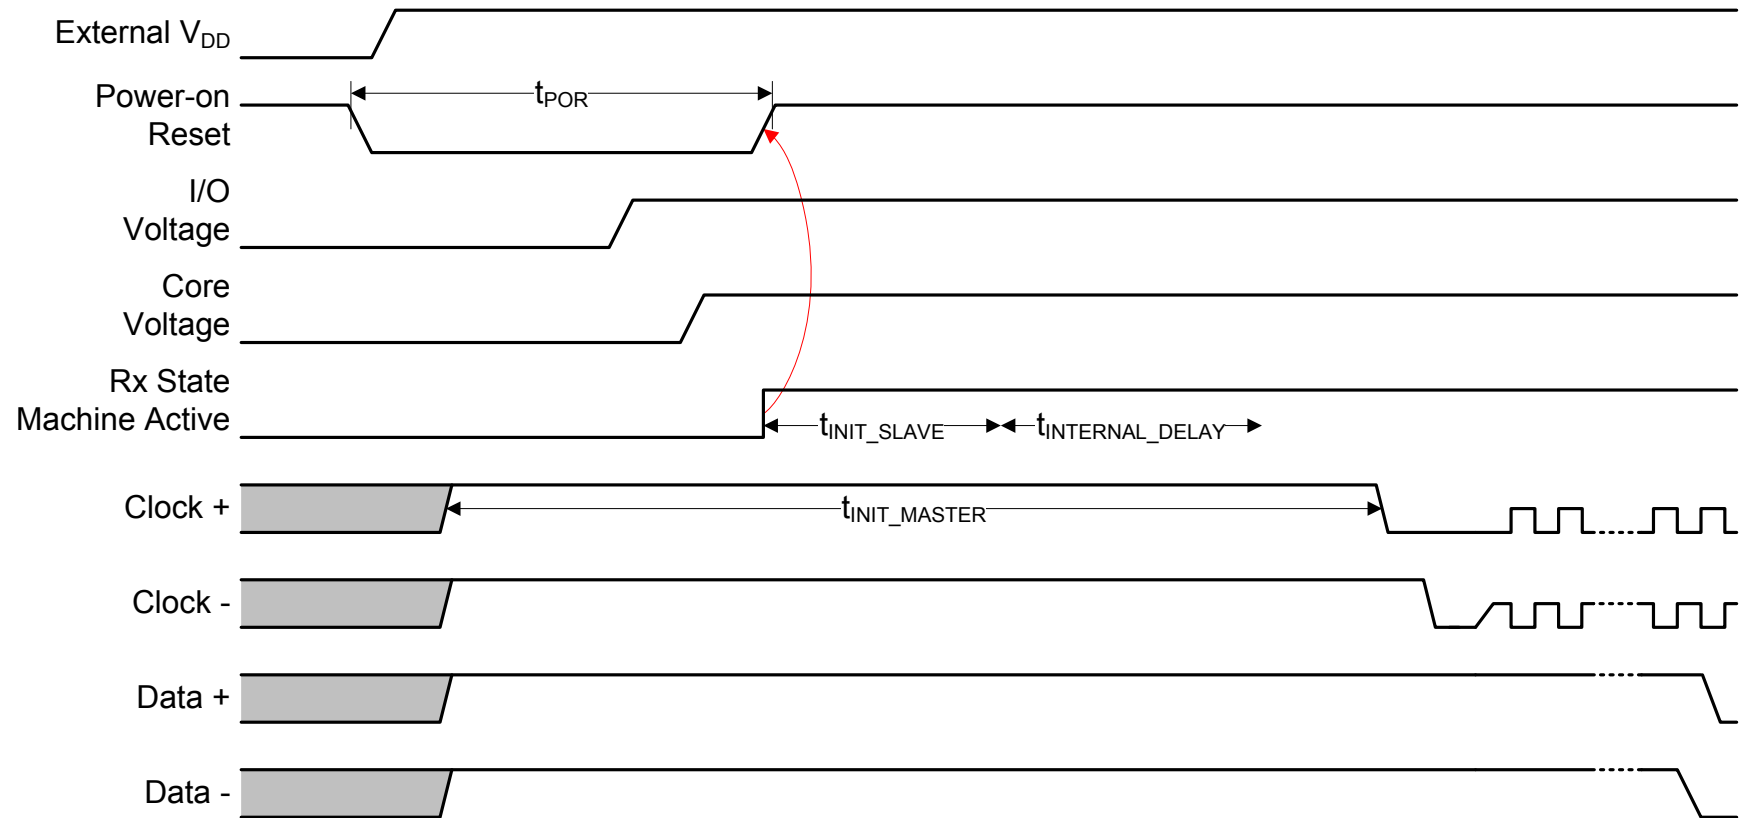 External VDD
Power-on
Reset
tPOR
I/O
Voltage
Core
Voltage
Rx State
Machine Active
tINIT_SLAVE
tINTERNAL_DELAY
Clock +
tINIT_MASTER
Clock -
Data +
Data -